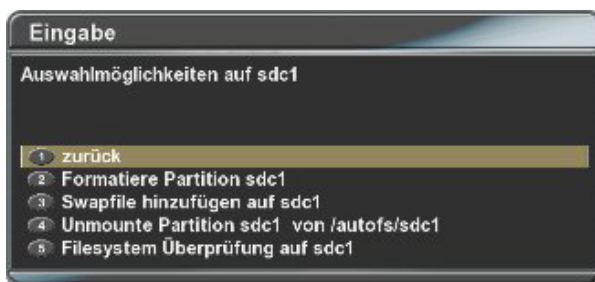 Eingabe
Auswahlmöglichkeiten auf sdc1
1 zurück
2 Formatiere Partition sdc1
3 Swapfile hinzufügen auf sdc1
4 Unmounte Partition sdc1 von /autofs/sdc1
5 Filesystem Überprüfung auf sdc1